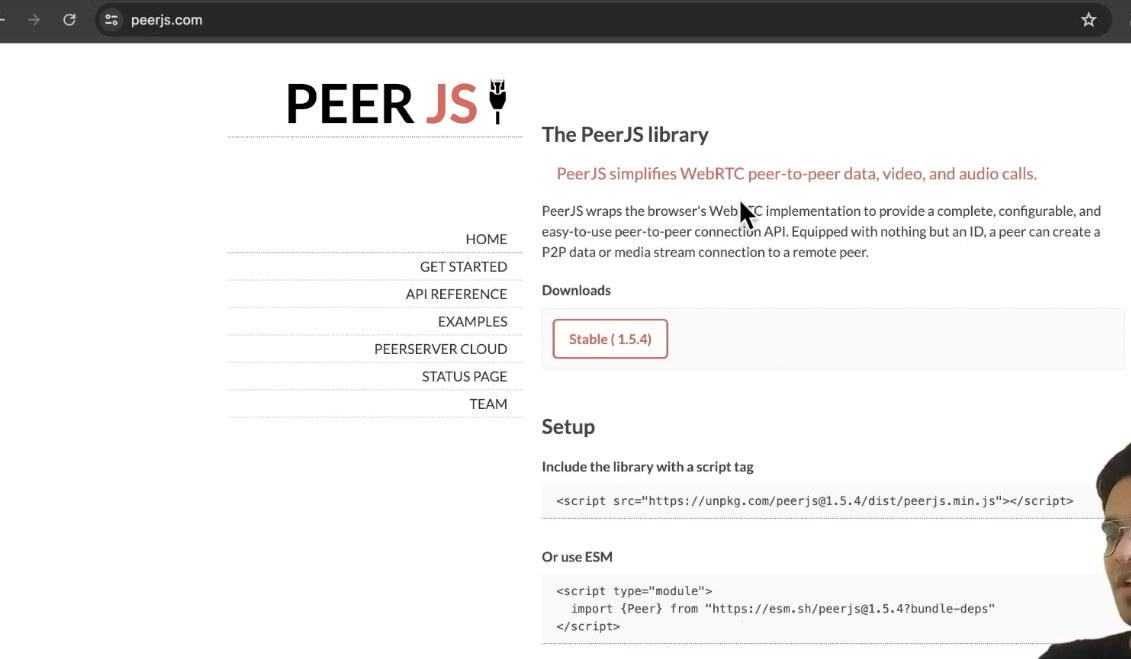 peerjs.com
PEER JS
HOME
GET STARTED
API REFERENCE
EXAMPLES
PEERSERVER CLOUD
STATUS PAGE
TEAM
The PeerJS library
PeerJS simplifies WebRTC peer-to-peer data, video, and audio calls.
PeerJS wraps the browser's WebRTC implementation to provide a complete, configurable, and
easy-to-use peer-to-peer connection API. Equipped with nothing but an ID, a peer can create a
P2P data or media stream connection to a remote peer.
Downloads
Stable ( 1.5.4)
Setup
Include the library with a script tag
<script src="https://unpkg.com/peerjs@1.5.4/dist/peerjs.min.js"></script>
Or use ESM
<script type="module">
import {Peer} from "https://esm.sh/peerjs@1.5.4?bundle-deps"
</script>